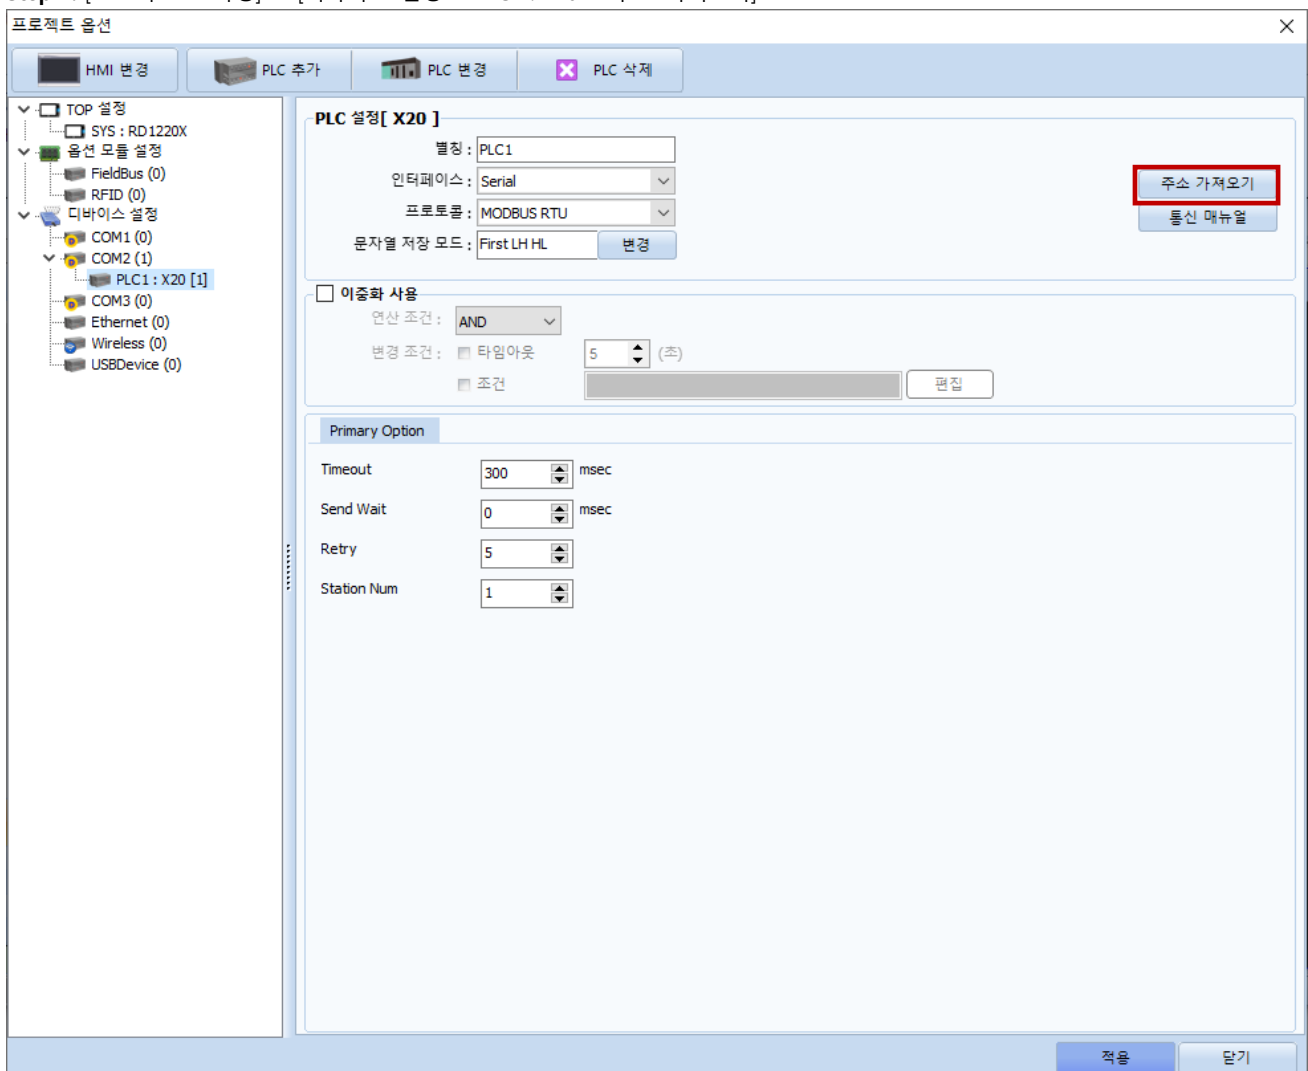 프로젝트 옵션
HMI 변경
PLC 추가
PLC 변경
PLC 삭제
TOP 설정
SYS : RD1220X
옵션 모듈 설정
FieldBus (0)
RFID (0)
디바이스 설정
COM1 (0)
COM2 (1)
PLC1 : X20 [1]
COM3 (0)
Ethernet (0)
Wireless (0)
USBDevice (0)
PLC 설정[ X20 ]
별칭 : PLC1
인터페이스 : Serial
프로토콜 : MODBUS RTU
문자열 저장 모드 : First LH HL 변경
주소 가져오기
통신 매뉴얼
이중화 사용
연산 조건 : AND
변경 조건 : 타임아웃 5 (초)
조건 편집
Primary Option
Timeout 300 msec
Send Wait 0 msec
Retry 5
Station Num 1
적용 닫기